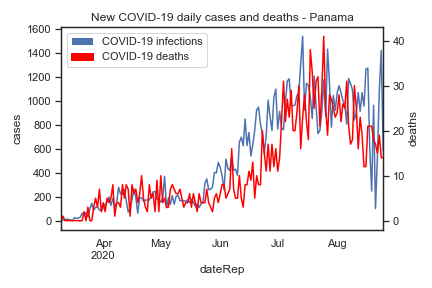 New COVID-19 daily cases and deaths - Panama
COVID-19 infections
COVID-19 deaths
1600
1400
1200
1000
800
600
400
200
0
cases
40
30
20
10
0
deaths
Apr
2020
May
Jun
Jul
Aug
dateRep